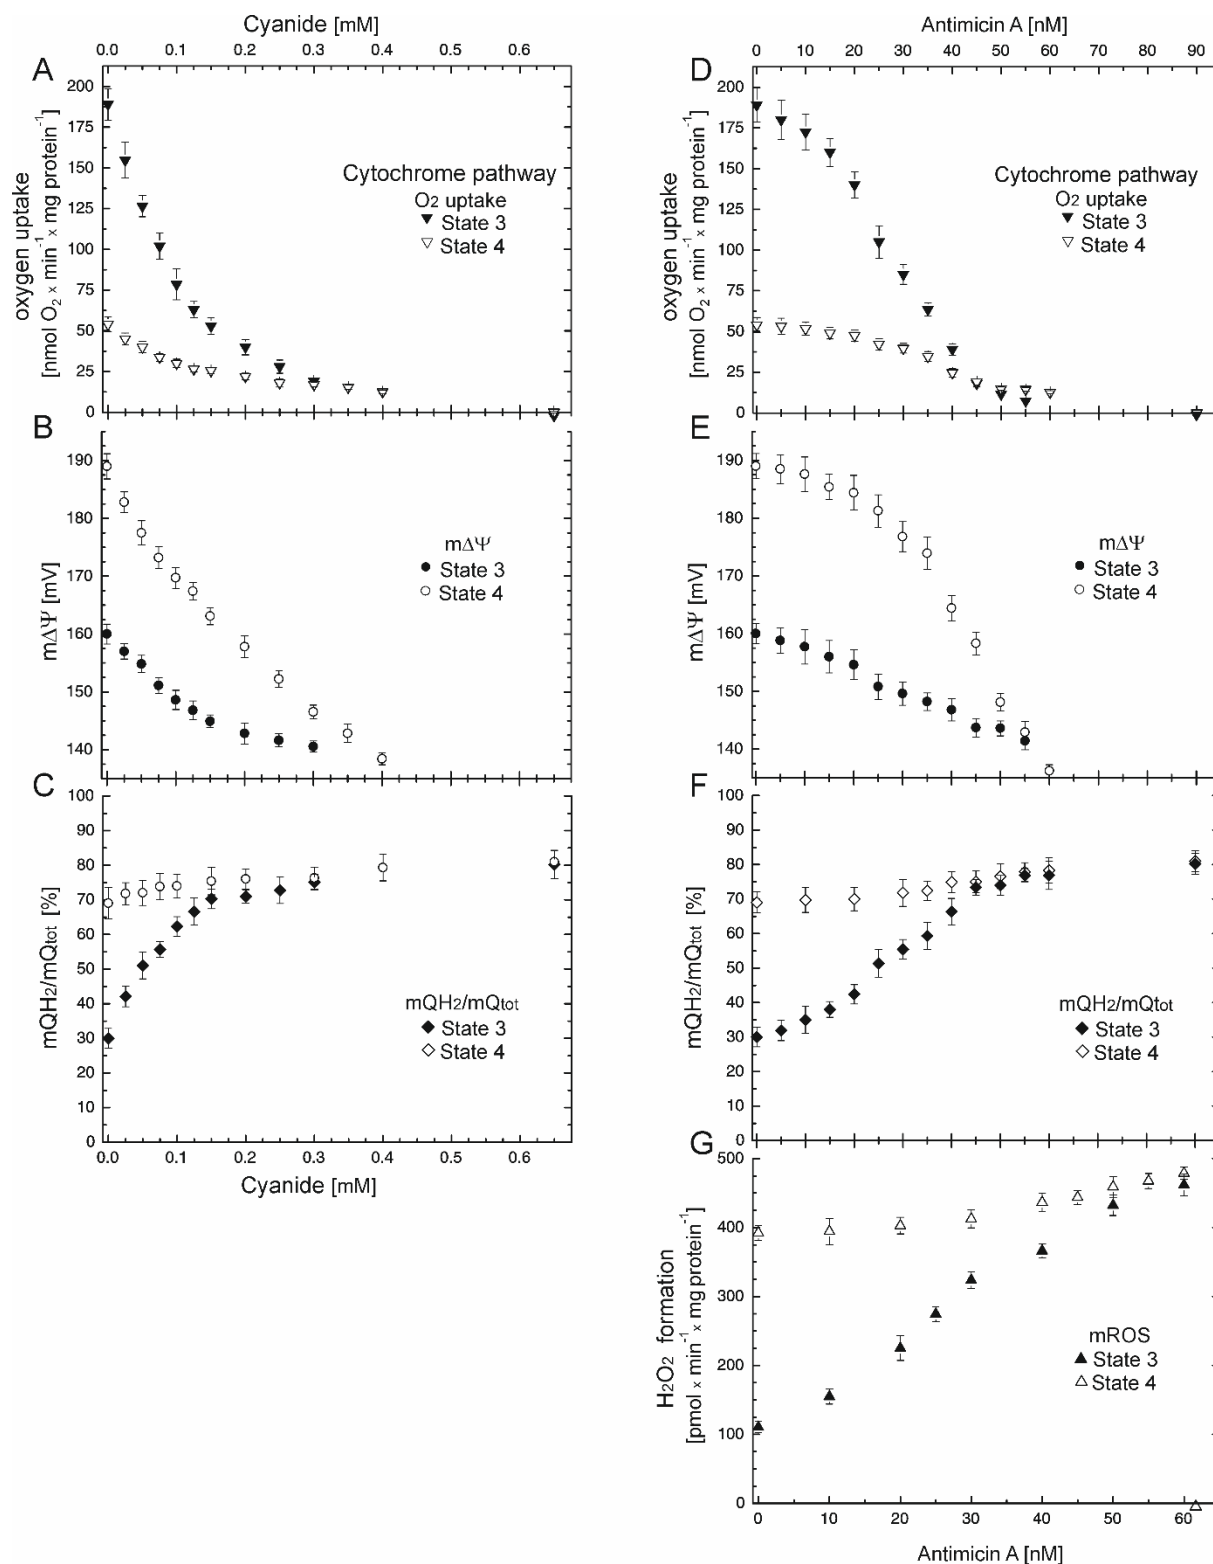 Cyanide [mM]
0.0 0.1 0.2 0.3 0.4 0.5 0.6
A
200
175
150
125
100
75
50
25
0
oxygen uptake
[nmol O2 x min-1 x mg protein-1]
Cytochrome pathway
O2 uptake
State 3
State 4
B
190
180
170
160
150
140
mΔΨ [mV]
mΔΨ
State 3
State 4
C
100
90
80
70
60
50
40
30
20
10
0
mQH2/mQtot [%]
mQH2/mQtot
State 3
State 4
0.0 0.1 0.2 0.3 0.4 0.5 0.6
Cyanide [mM]
Antimicin A [nM]
0 10 20 30 40 50 60 70 80 90
D
200
175
150
125
100
75
50
25
0
oxygen uptake
[nmol O2 x min-1 x mg protein-1]
Cytochrome pathway
O2 uptake
State 3
State 4
E
190
180
170
160
150
140
mΔΨ [mV]
mΔΨ
State 3
State 4
F
100
90
80
70
60
50
40
30
20
10
0
mQH2/mQtot [%]
mQH2/mQtot
State 3
State 4
G
500
400
300
200
100
0
H2O2 formation
[pmol x min-1 x mg protein-1]
mROS
State 3
State 4
0 10 20 30 40 50 60
Antimicin A [nM]